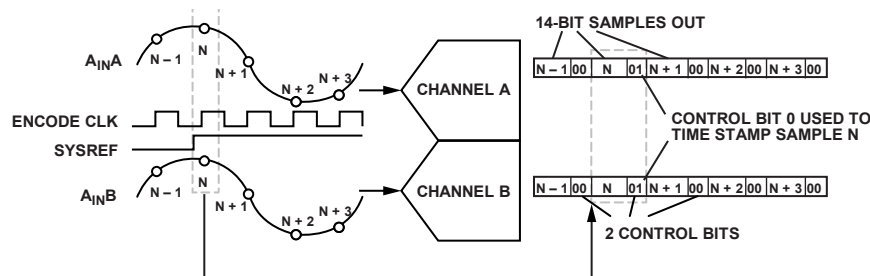 14-BIT SAMPLES OUT
AINA
N – 1
N
N + 1
N + 2
N + 3
CHANNEL A
N – 1 00 N 01 N + 1 00 N + 2 00 N + 3 00
ENCODE CLK
SYSREF
CONTROL BIT 0 USED TO
TIME STAMP SAMPLE N
AINB
N – 1
N
N + 1
N + 2
N + 3
CHANNEL B
N – 1 00 N 01 N + 1 00 N + 2 00 N + 3 00
2 CONTROL BITS